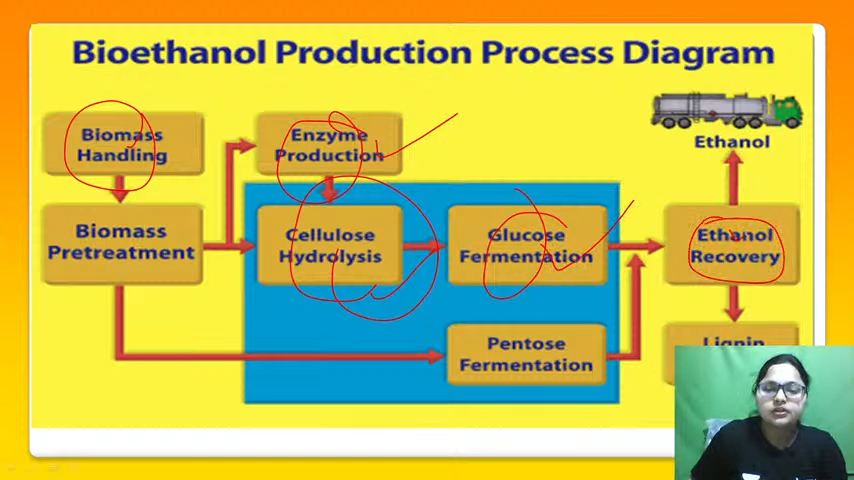 Bioethanol Production Process Diagram
Biomass
Handling
Enzyme
Production
Ethanol
Biomass
Pretreatment
Cellulose
Hydrolysis
Glucose
Fermentation
Ethanol
Recovery
Pentose
Fermentation
Lignin